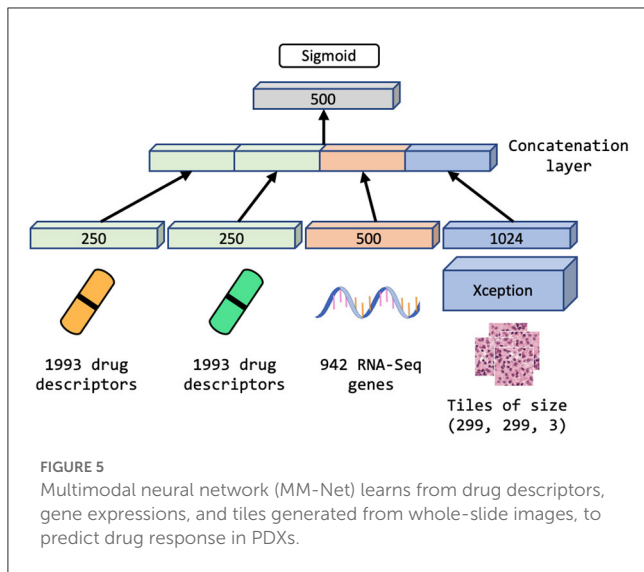 Sigmoid
500
Concatenation
layer
250
250
500
1024
Xception
1993 drug
descriptors
1993 drug
descriptors
942 RNA-Seq
genes
Tiles of size
(299, 299, 3)
FIGURE 5
Multimodal neural network (MM-Net) learns from drug descriptors,
gene expressions, and tiles generated from whole-slide images, to
predict drug response in PDXs.